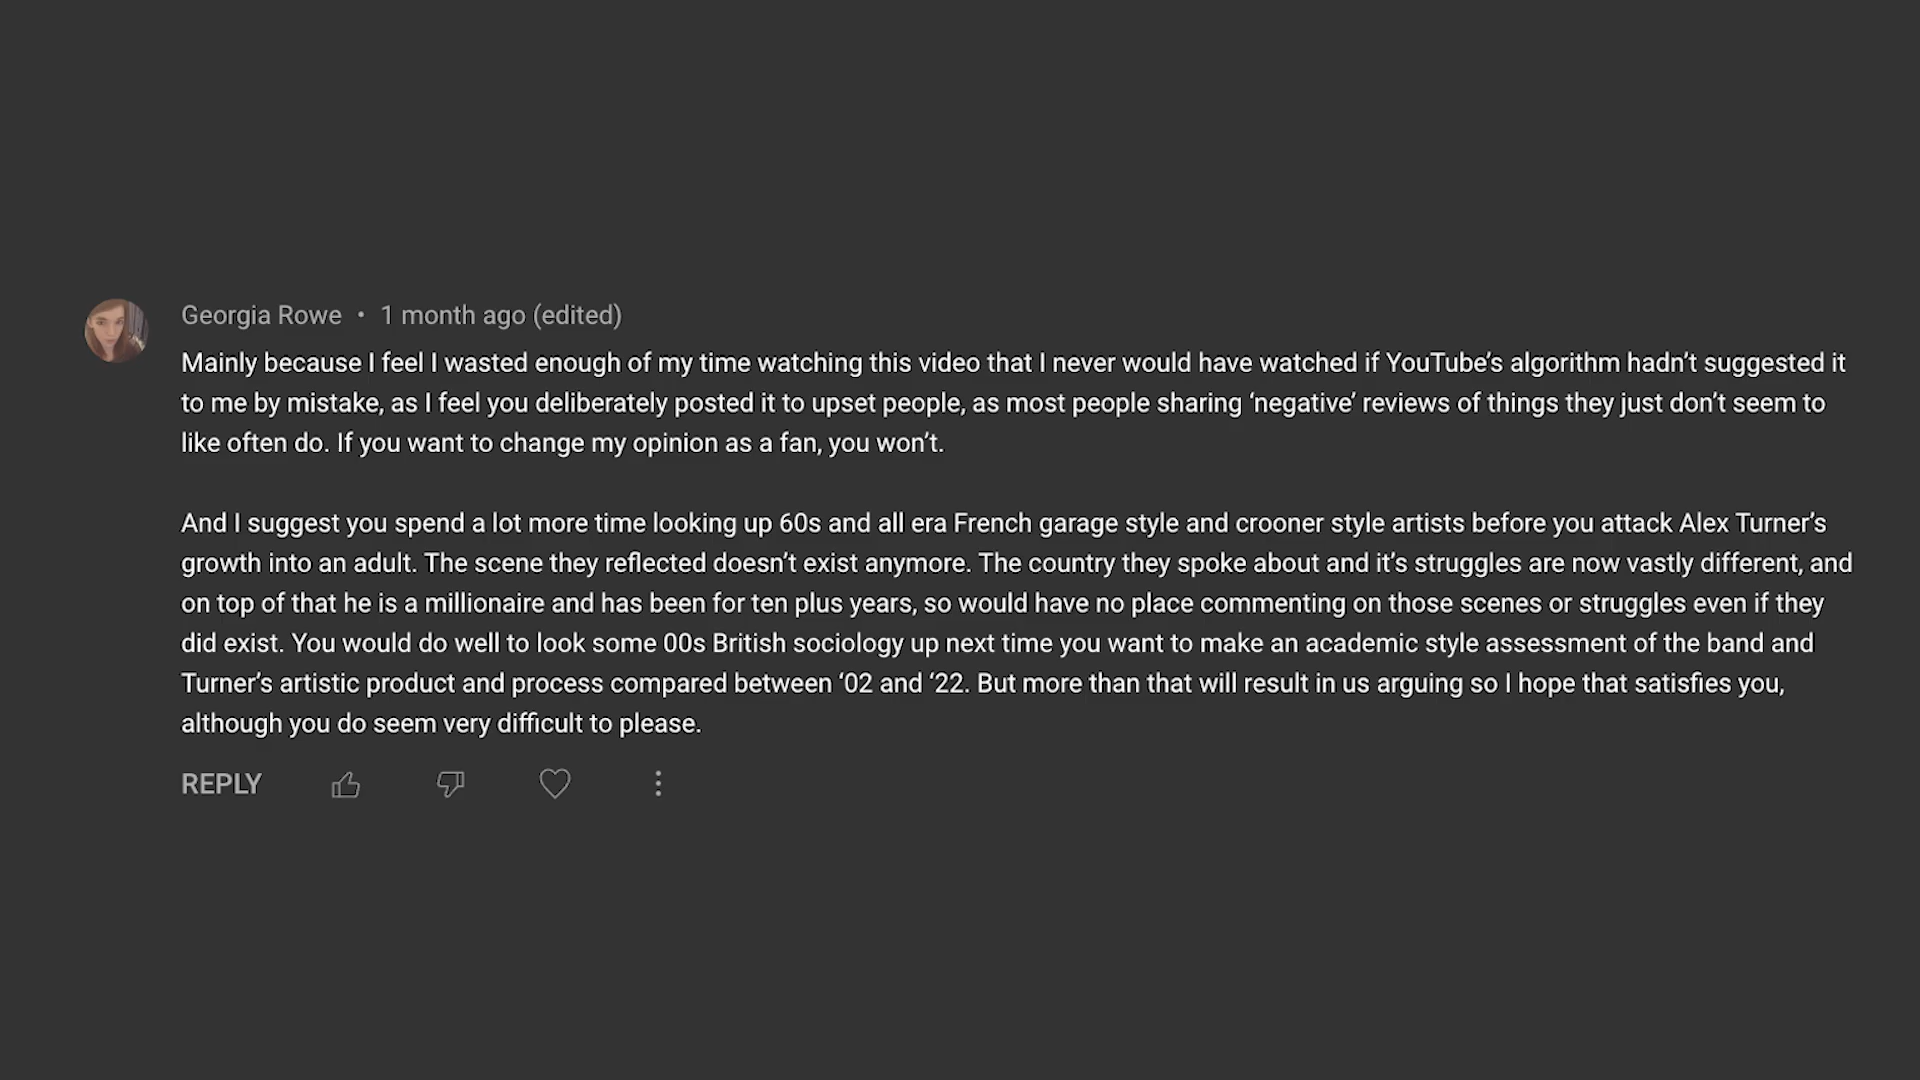 Georgia Rowe • 1 month ago (edited)
Mainly because I feel I wasted enough of my time watching this video that I never would have watched if YouTube’s algorithm hadn’t suggested it
to me by mistake, as I feel you deliberately posted it to upset people, as most people sharing ‘negative’ reviews of things they just don’t seem to
like often do. If you want to change my opinion as a fan, you won’t.
And I suggest you spend a lot more time looking up 60s and all era French garage style and crooner style artists before you attack Alex Turner’s
growth into an adult. The scene they reflected doesn’t exist anymore. The country they spoke about and it’s struggles are now vastly different, and
on top of that he is a millionaire and has been for ten plus years, so would have no place commenting on those scenes or struggles even if they
did exist. You would do well to look some 00s British sociology up next time you want to make an academic style assessment of the band and
Turner’s artistic product and process compared between ‘02 and ‘22. But more than that will result in us arguing so I hope that satisfies you,
although you do seem very difficult to please.
REPLY